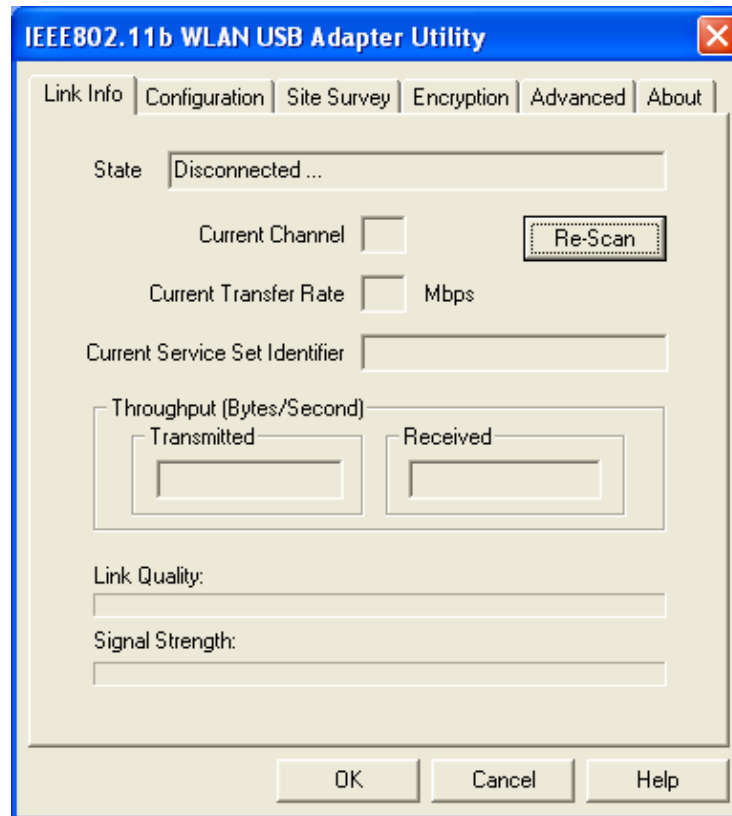 IEEE802.11b WLAN USB Adapter Utility
Link Info Configuration Site Survey Encryption Advanced About
State Disconnected ...
Current Channel Re-Scan
Current Transfer Rate Mbps
Current Service Set Identifier
Throughput (Bytes/Second)
Transmitted Received
Link Quality:
Signal Strength:
OK Cancel Help